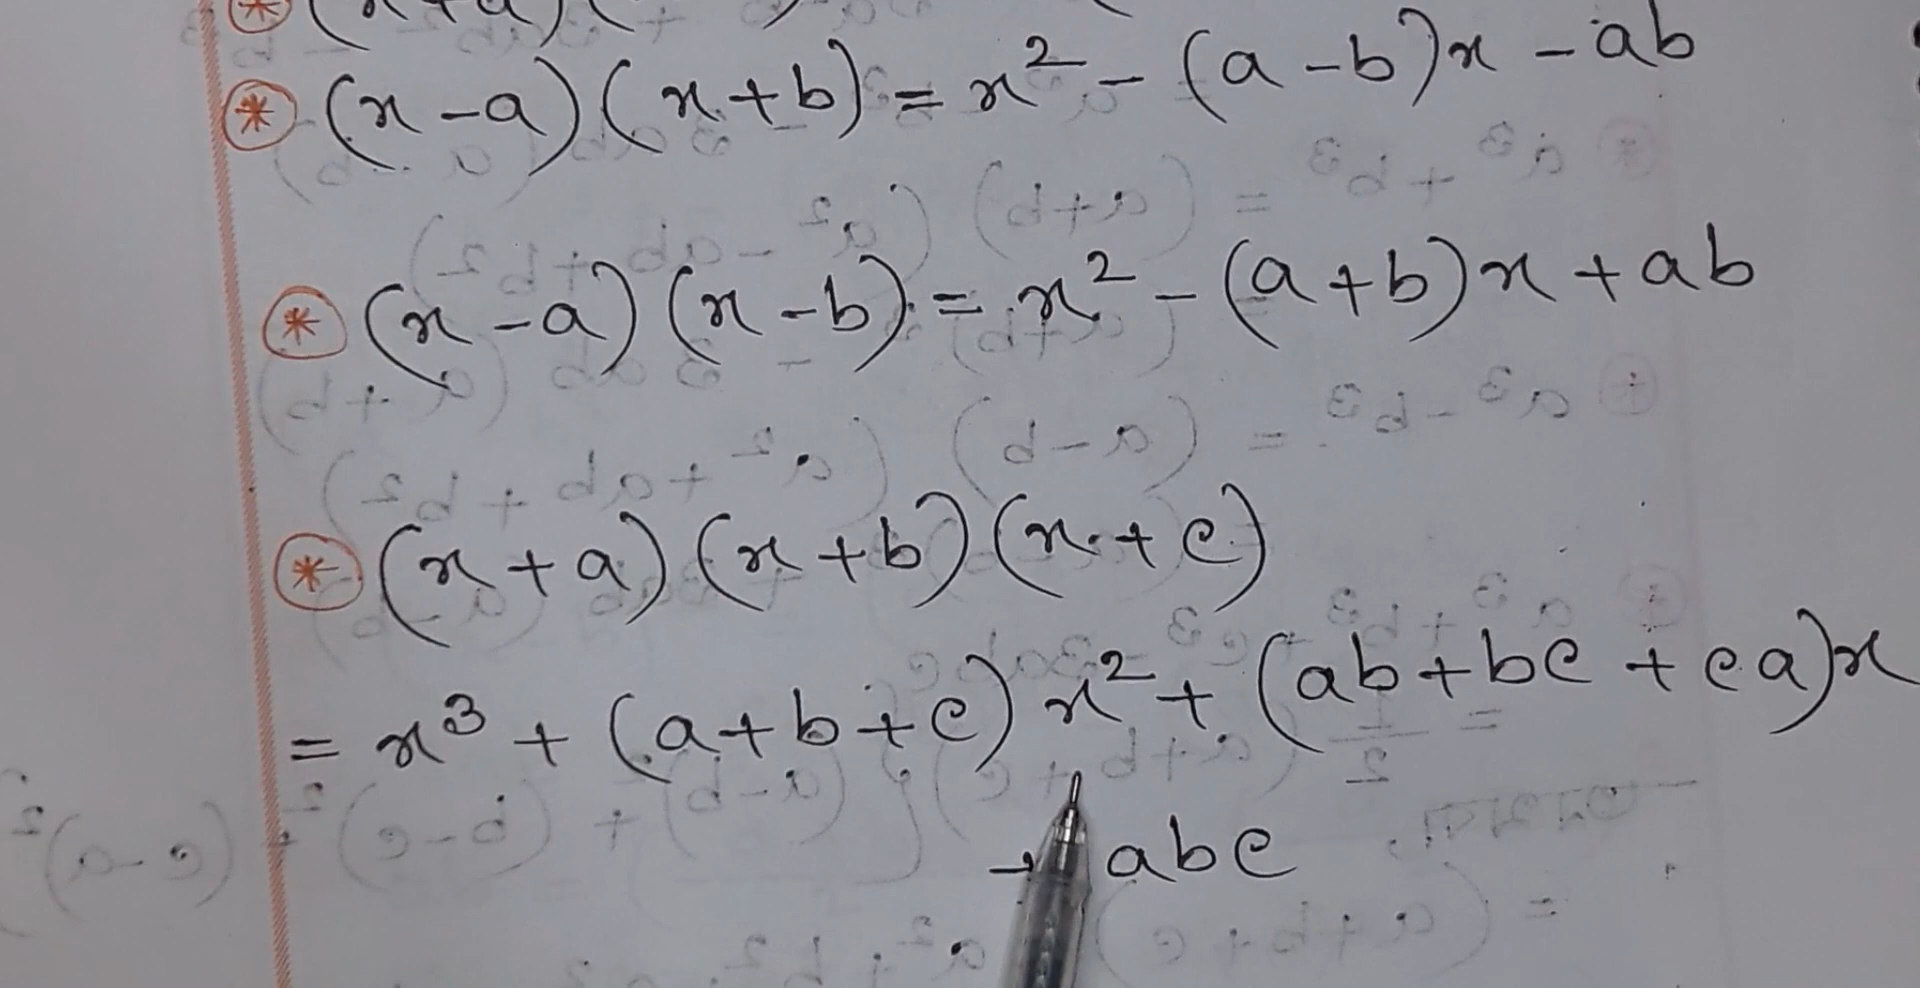 ⊛ (x+a)(
⊛ (x-a)(x+b) = x² - (a-b)x - ab
⊛ (x-a)(x-b) = x² - (a+b)x + ab
⊛ (x+a)(x+b)(x+c)
= x³ + (a+b+c)x² + (ab+bc+ca)x
+ abc